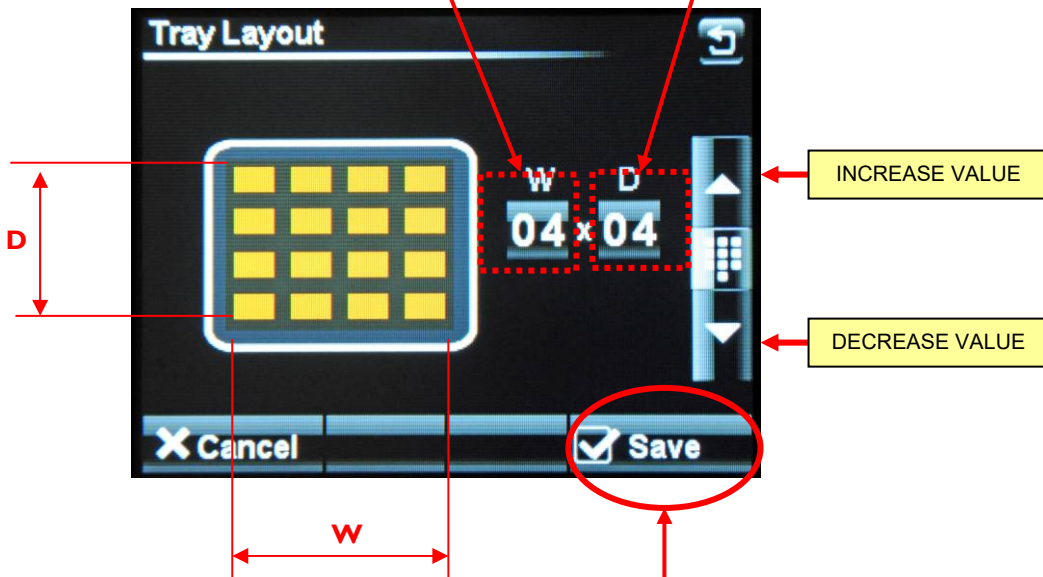 Tray Layout
INCREASE VALUE
W D
04 x 04
D
DECREASE VALUE
Cancel
Save
W